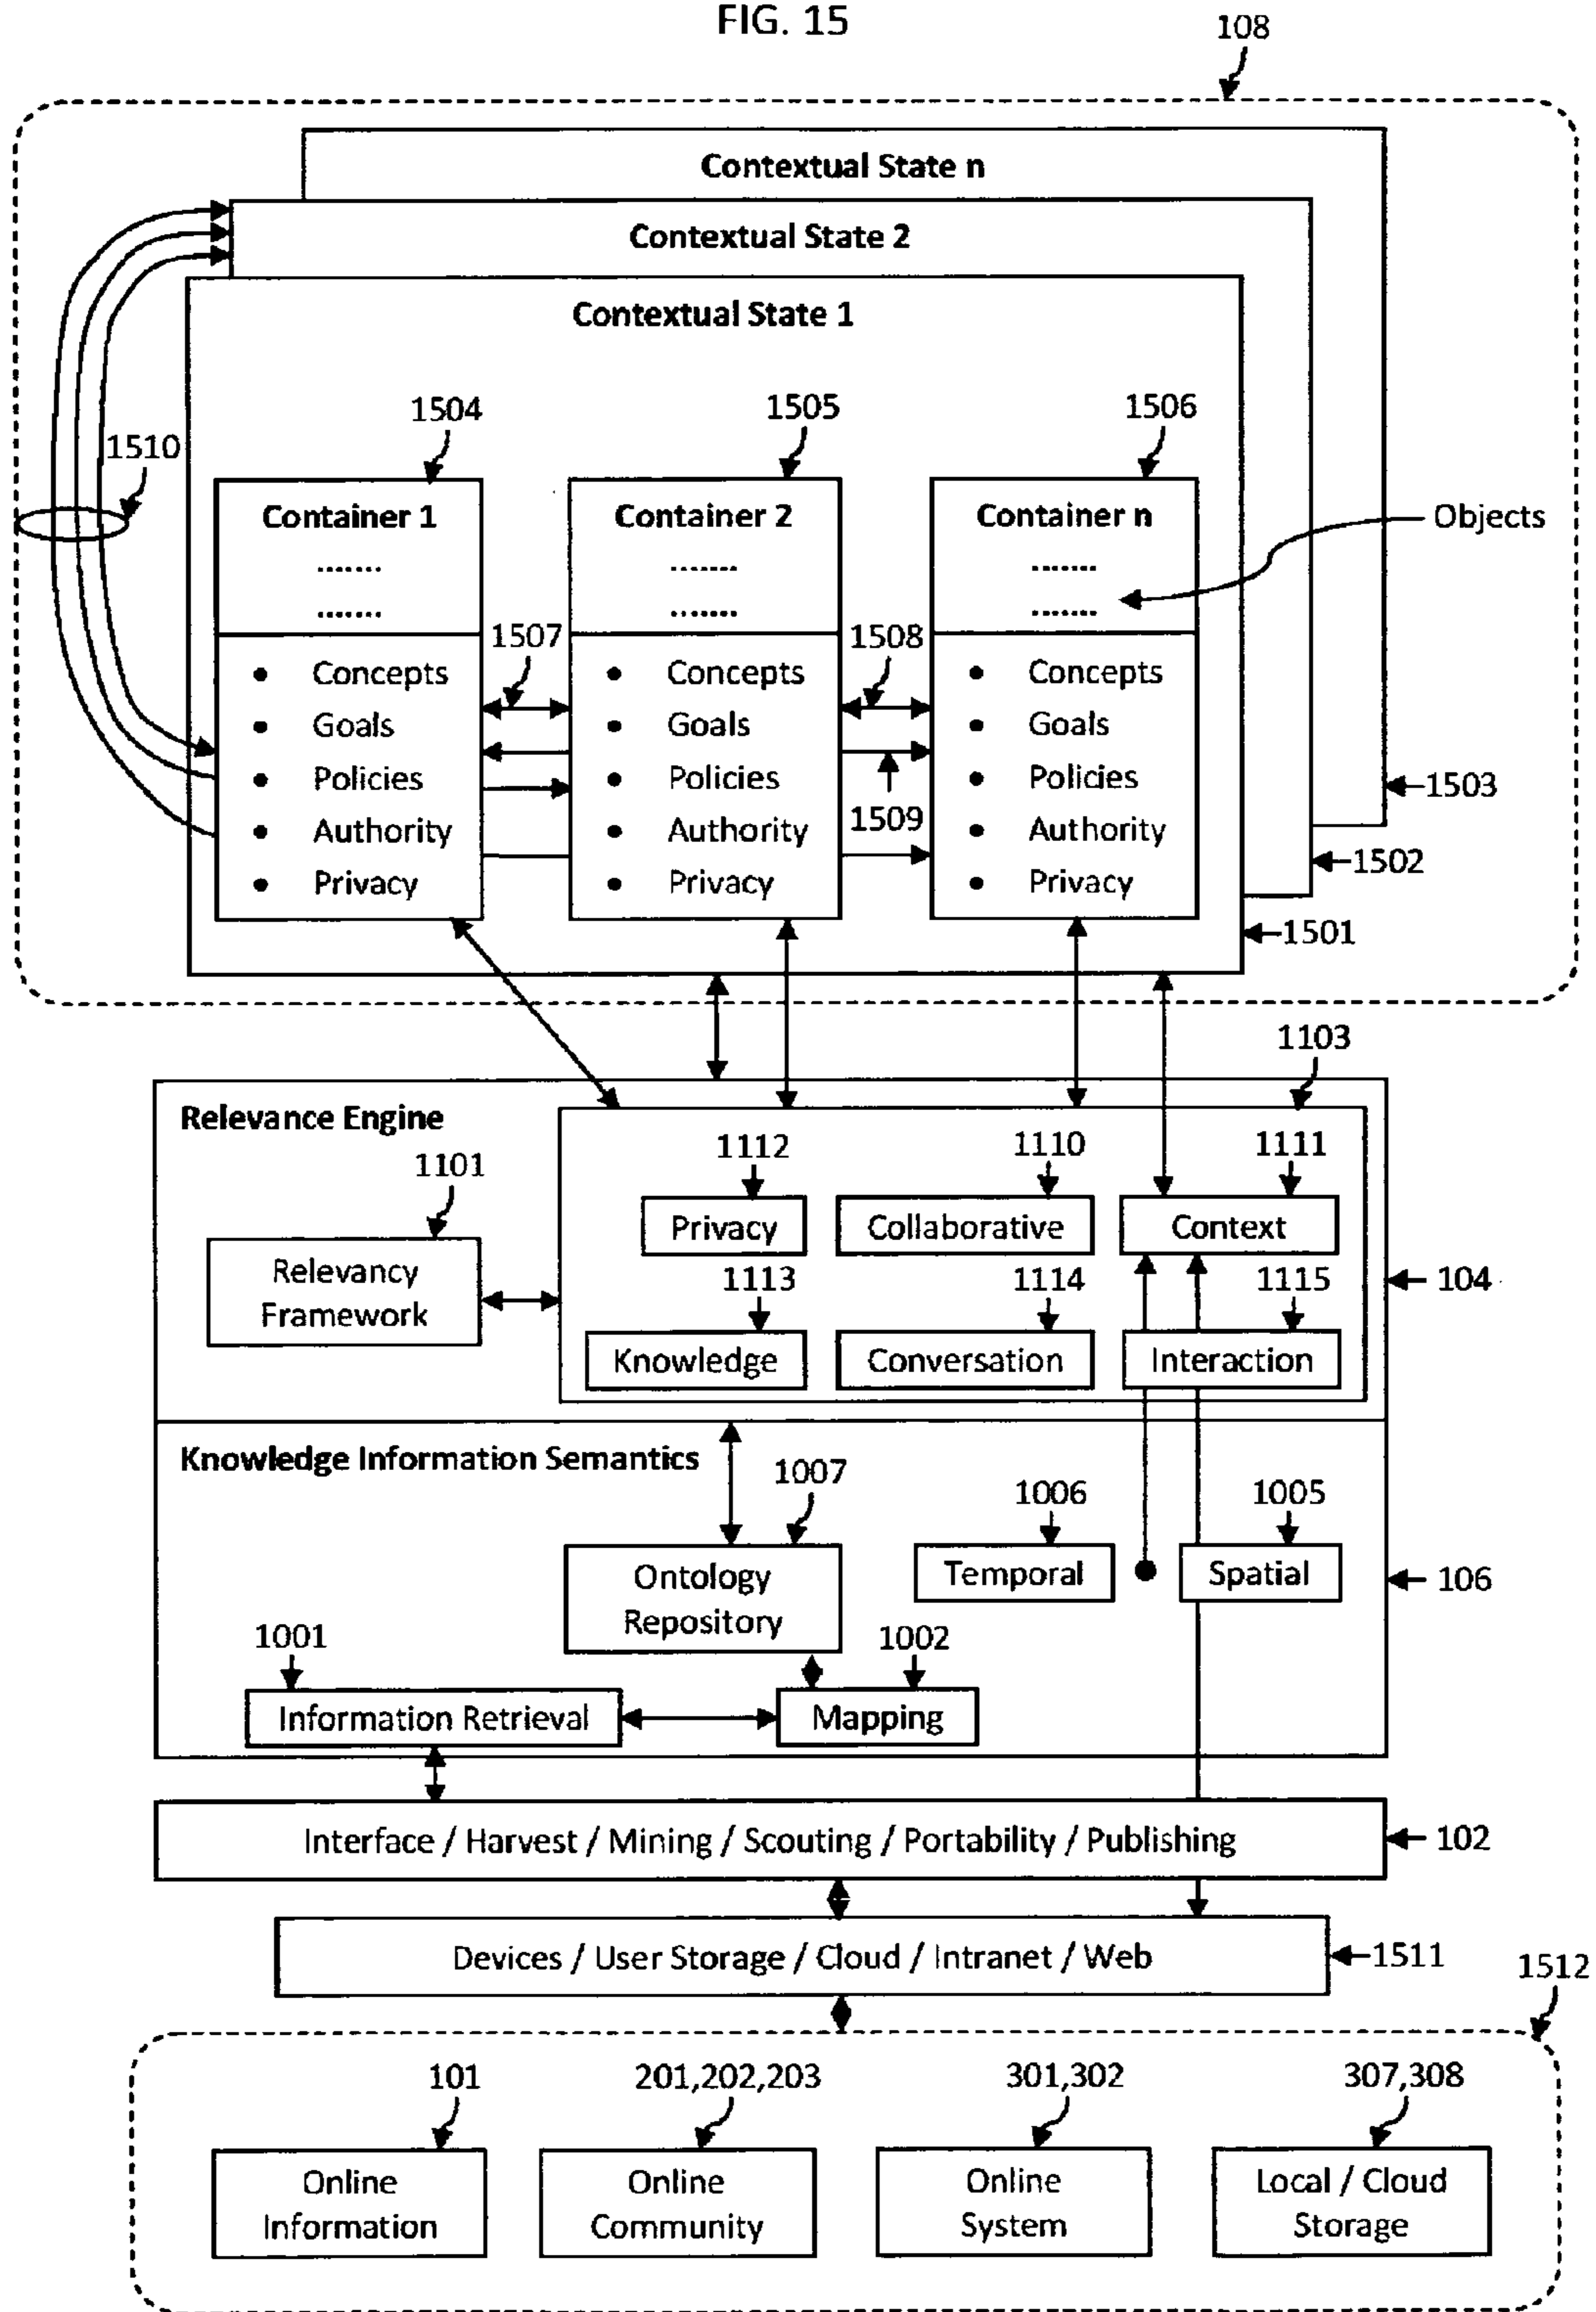 FIG. 15
108
Contextual State n
Contextual State 2
Contextual State 1
1504
1505
1506
1510
Container 1
.......
.......
Container 2
.......
.......
Container n
.......
.......
Objects
1507
1508
• Concepts
• Goals
• Policies
• Authority
• Privacy
• Concepts
• Goals
• Policies
• Authority
• Privacy
• Concepts
• Goals
• Policies
• Authority
• Privacy
1509
1503
1502
1501
1103
Relevance Engine
1112
1110
1111
1101
Privacy
Collaborative
Context
Relevancy
Framework
1113
1114
1115
104
Knowledge
Conversation
Interaction
Knowledge Information Semantics
1007
1006
1005
Ontology
Repository
Temporal
Spatial
106
1001
1002
Information Retrieval
Mapping
Interface / Harvest / Mining / Scouting / Portability / Publishing
102
Devices / User Storage / Cloud / Intranet / Web
1511
1512
101
201,202,203
301,302
307,308
Online
Information
Online
Community
Online
System
Local / Cloud
Storage